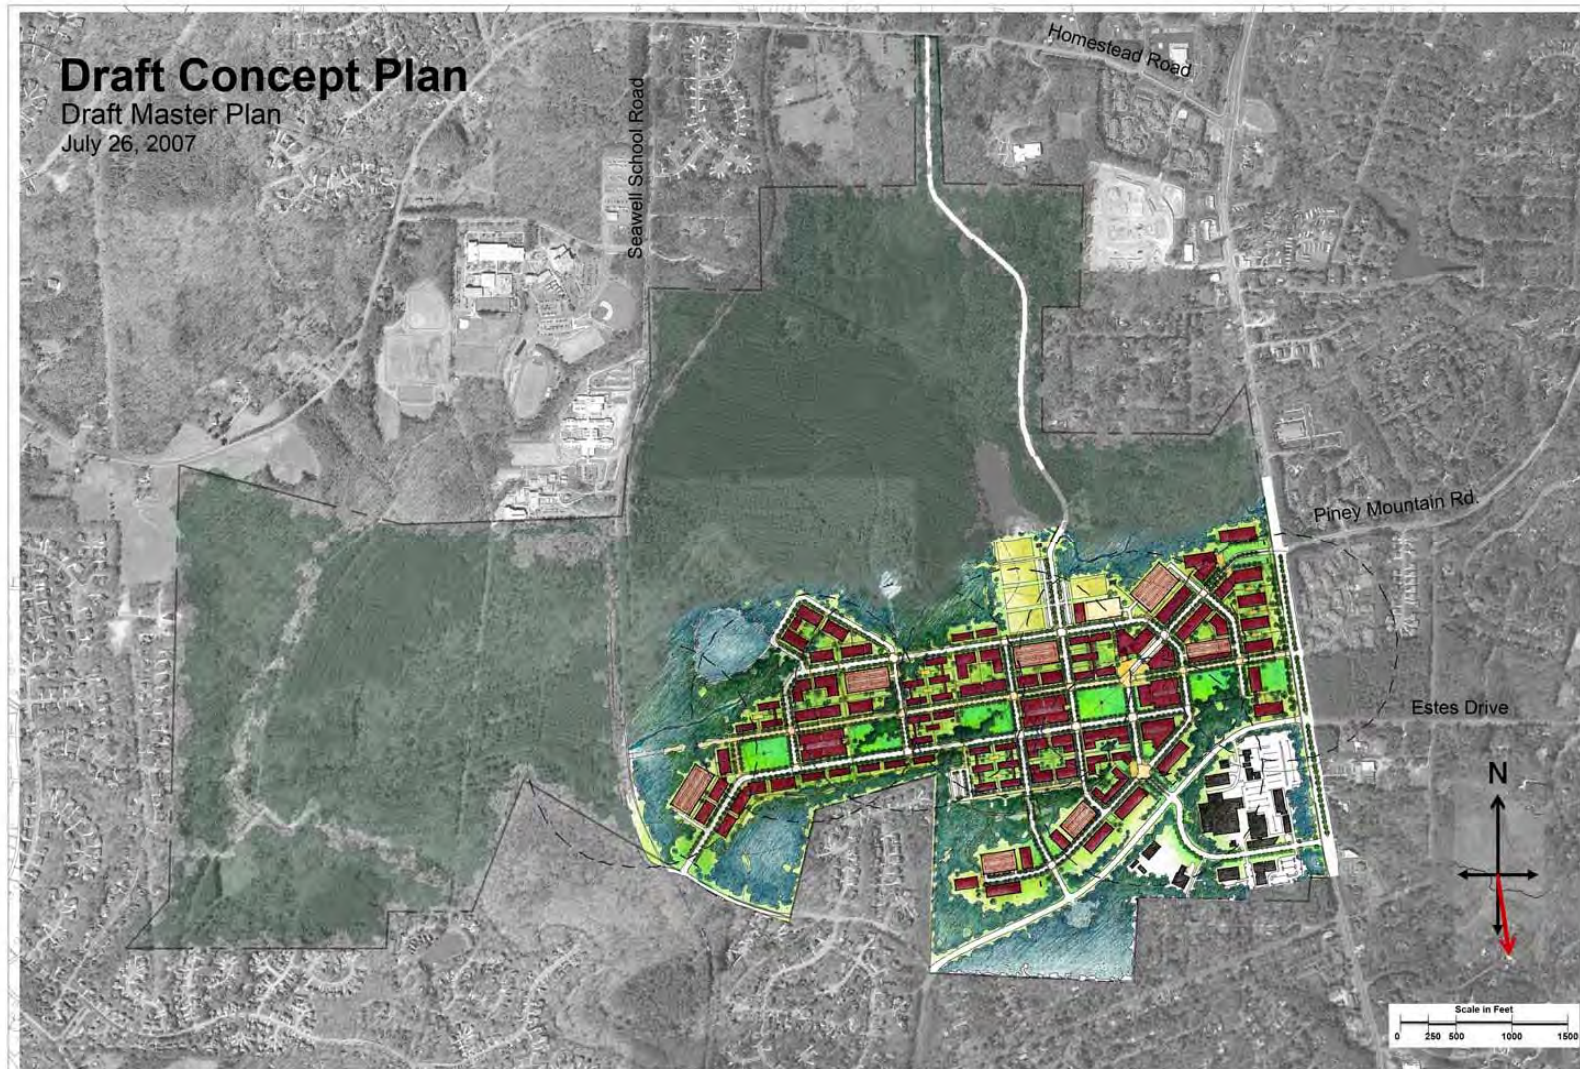 Draft Concept Plan
Draft Master Plan
July 26, 2007
Homestead Road
Seawell School Road
Piney Mountain Rd.
Estes Drive
N
Scale in Feet
0 250 500 1000 1500